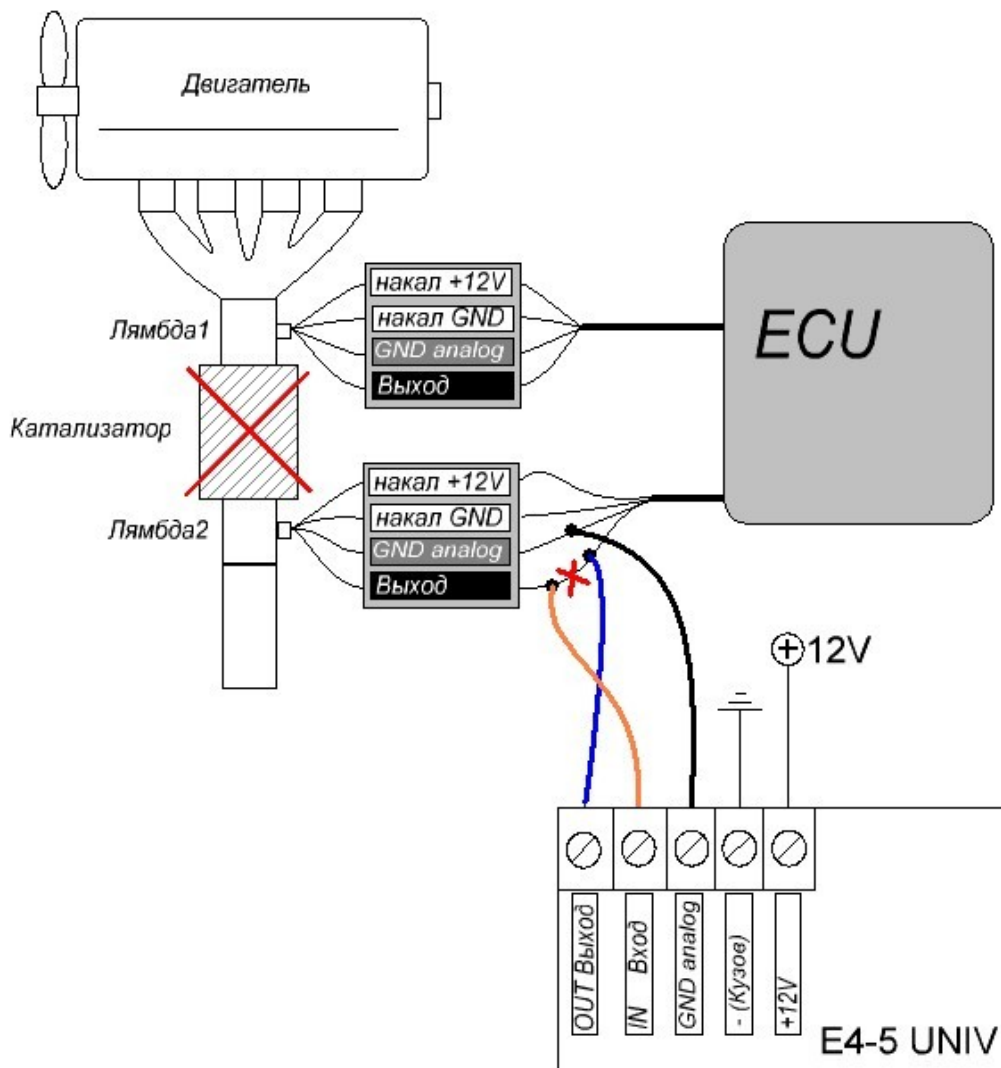 Двигатель
Лямбда1
накал +12V
накал GND
GND analog
Выход
ECU
Катализатор
Лямбда2
накал +12V
накал GND
GND analog
Выход
12V
OUT Выход
IN Вход
GND analog
- (Кузов)
+12V
E4-5 UNIV